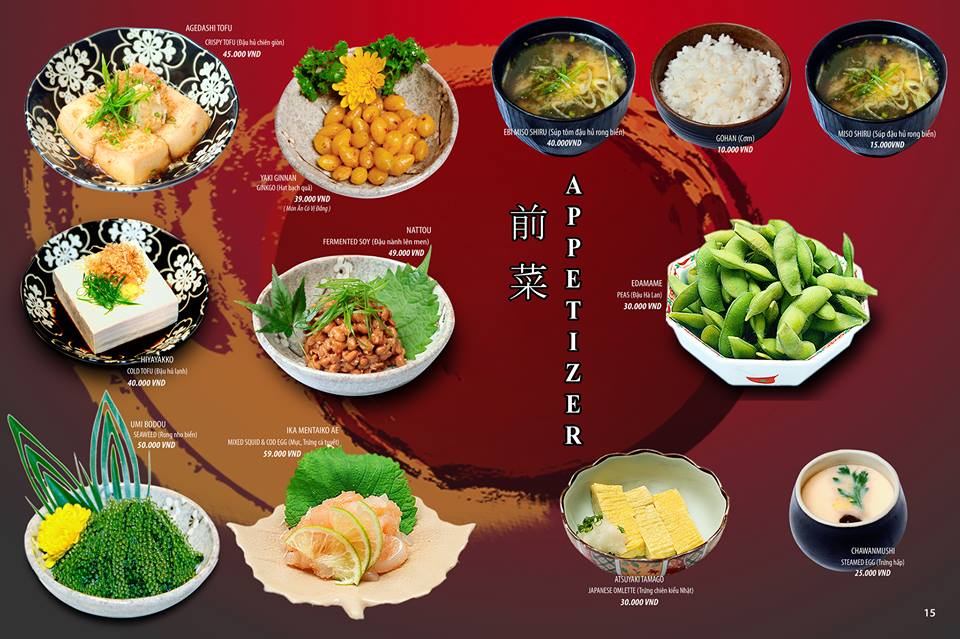 AGEDASHI TOFU
CRISPY TOFU (Đậu hủ chiên giòn)
45.000 VND
YAKI GINNAN
GINKGO (Hạt bạch quả)
39.000 VND
( Món Ăn Có Vị Đắng )
EBI MISO SHIRU (Súp tôm đậu hủ rong biển)
40.000VND
GOHAN (Cơm)
10.000 VND
MISO SHIRU (Súp đậu hủ rong biển)
15.000VND
HIYAYAKKO
COLD TOFU (Đậu hủ lạnh)
40.000 VND
NATTOU
FERMENTED SOY (Đậu nành lên men)
49.000 VND
前菜
APPETIZER
EDAMAME
PEAS (Đậu Hà Lan)
30.000 VND
UMI BODOU
SEAWEED (Rong nho biển)
50.000 VND
IKA MENTAIKO AE
MIXED SQUID & COD EGG (Mực, Trứng cá tuyết)
59.000 VND
ATSUYAKI TAMAGO
JAPANESE OMLETTE (Trứng chiên kiểu Nhật)
30.000 VND
CHAWANMUSHI
STEAMED EGG (Trứng hấp)
25.000 VND
15